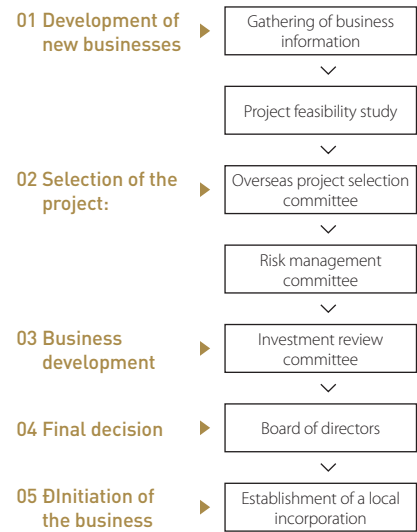 01 Development of
new businesses
Gathering of business
information
Project feasibility study
02 Selection of the
project:
Overseas project selection
committee
Risk management
committee
03 Business
development
Investment review
committee
04 Final decision
Board of directors
05 ĐInitiation of
the business
Establishment of a local
incorporation